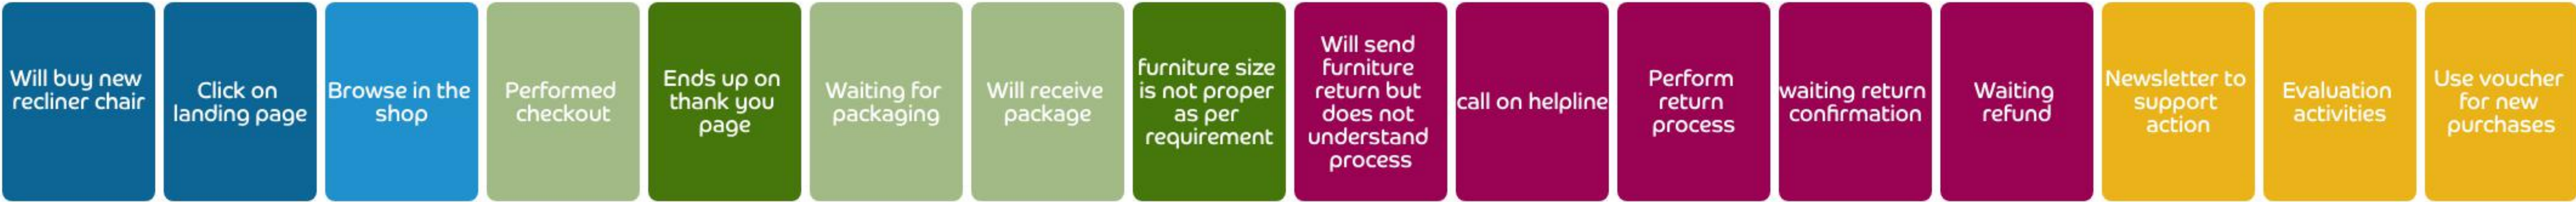 Will buy new
recliner chair
Click on
landing page
Browse in the
shop
Performed
checkout
Ends up on
thank you
page
Waiting for
packaging
Will receive
package
furniture size
is not proper
as per
requirement
Will send
furniture
return but
does not
understand
process
call on helpline
Perform
return
process
waiting return
confirmation
Waiting
refund
Newsletter to
support
action
Evaluation
activities
Use voucher
for new
purchases